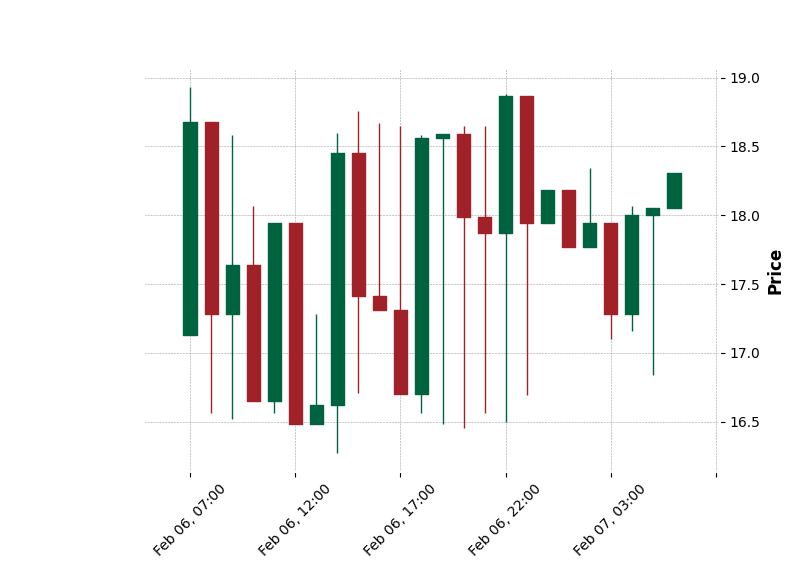 19.0
18.5
18.0
17.5
17.0
16.5
Price
Feb 06, 07:00
Feb 06, 12:00
Feb 06, 17:00
Feb 06, 22:00
Feb 07, 03:00